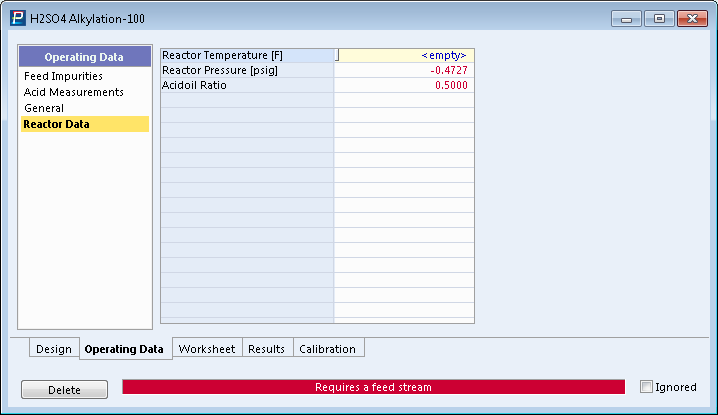 H2SO4 Alkylation-100
Operating Data
Feed Impurities
Acid Measurements
General
Reactor Data
Reactor Temperature [F] <empty>
Reactor Pressure [psig] -0.4727
Acidoil Ratio 0.5000
Design Operating Data Worksheet Results Calibration
Delete Requires a feed stream Ignored